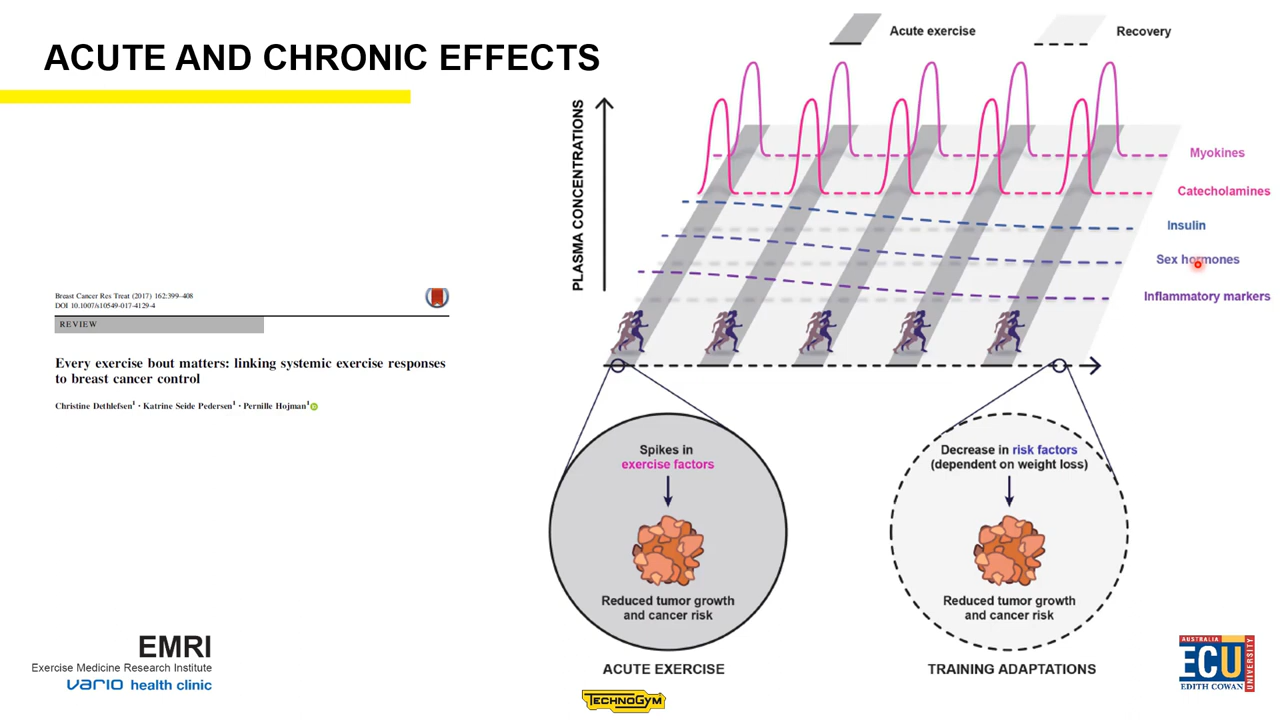 ACUTE AND CHRONIC EFFECTS
Acute exercise
Recovery
PLASMA CONCENTRATIONS
Myokines
Catecholamines
Insulin
Sex hormones
Inflammatory markers
Breast Cancer Res Treat (2017) 162:399–408
DOI 10.1007/s10549-017-4129-4
REVIEW
Every exercise bout matters: linking systemic exercise responses
to breast cancer control
Christine Dethlefsen1 · Katrine Seide Pedersen1 · Pernille Hojman1
Spikes in
exercise factors
Reduced tumor growth
and cancer risk
ACUTE EXERCISE
Decrease in risk factors
(dependent on weight loss)
Reduced tumor growth
and cancer risk
TRAINING ADAPTATIONS
EMRI
Exercise Medicine Research Institute
vario health clinic
TECHNOGYM
AUSTRALIA
ECU
EDITH COWAN
UNIVERSITY